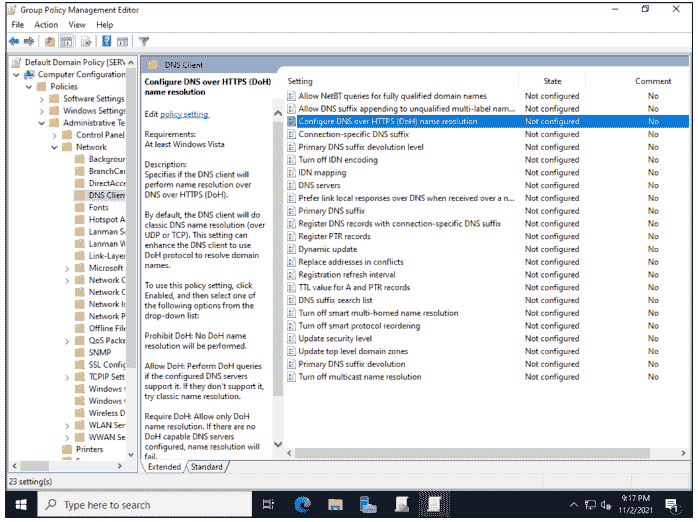 Group Policy Management Editor
File Action View Help
Default Domain Policy [SERV
Computer Configuration
Policies
Software Settings
Windows Settings
Administrative Te
Control Panel
Network
Backgroun
BranchCac
DirectAcce
DNS Clien
Fonts
Hotspot A
Lanman S
Lanman W
Link-Layer
Microsoft
Network C
Network C
Network Is
Network P
Offline File
QoS Packe
SNMP
SSL Config
TCPIP Sett
Windows
Windows
Wireless D
WLAN Ser
WWAN Se
Printers
DNS Client
Configure DNS over HTTPS (DoH)
name resolution
Edit policy setting
Requirements:
At least Windows Vista
Description:
Specifies if the DNS client will
perform name resolution over
DNS over HTTPS (DoH).
By default, the DNS client will do
classic DNS name resolution (over
UDP or TCP). This setting can
enhance the DNS client to use
DoH protocol to resolve domain
names.
To use this policy setting, click
Enabled, and then select one of
the following options from the
drop-down list:
Prohibit DoH: No DoH name
resolution will be performed.
Allow DoH: Perform DoH queries
if the configured DNS servers
support it. If they don't support it,
try classic name resolution.
Require DoH: Allow only DoH
name resolution. If there are no
DoH capable DNS servers
configured, name resolution will
fail.
Setting State Comment
Allow NetBT queries for fully qualified domain names Not configured No
Allow DNS suffix appending to unqualified multi-label nam... Not configured No
Configure DNS over HTTPS (DoH) name resolution Not configured No
Connection-specific DNS suffix Not configured No
Primary DNS suffix devolution level Not configured No
Turn off IDN encoding Not configured No
IDN mapping Not configured No
DNS servers Not configured No
Prefer link local responses over DNS when received over a n... Not configured No
Primary DNS suffix Not configured No
Register DNS records with connection-specific DNS suffix Not configured No
Register PTR records Not configured No
Dynamic update Not configured No
Replace addresses in conflicts Not configured No
Registration refresh interval Not configured No
TTL value for A and PTR records Not configured No
DNS suffix search list Not configured No
Turn off smart multi-homed name resolution Not configured No
Turn off smart protocol reordering Not configured No
Update security level Not configured No
Update top level domain zones Not configured No
Primary DNS suffix devolution Not configured No
Turn off multicast name resolution Not configured No
Extended Standard
23 setting(s)
Type here to search
9:17 PM
11/2/2021